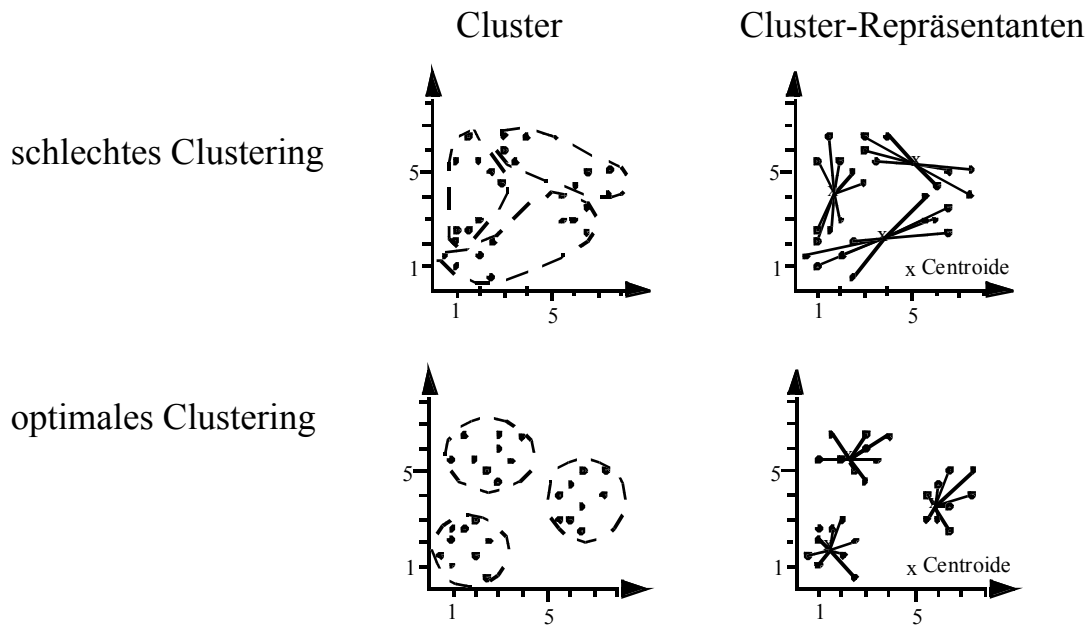 Cluster Cluster-Repräsentanten
schlechtes Clustering
5 5
1 1 x Centroide
1 5 1 5
optimales Clustering
5 5
1 1 x Centroide
1 5 1 5